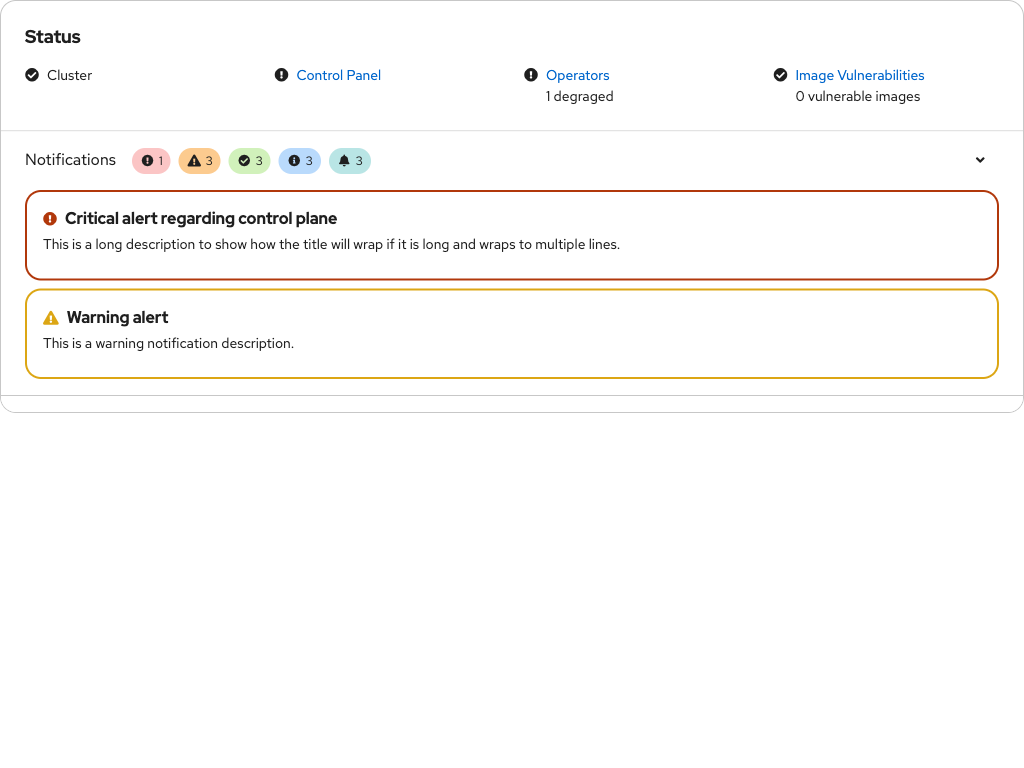 Status
Cluster
Control Panel
Operators
1 degraded
Image Vulnerabilities
0 vulnerable images
Notifications 1 3 3 3 3
Critical alert regarding control plane
This is a long description to show how the title will wrap if it is long and wraps to multiple lines.
Warning alert
This is a warning notification description.